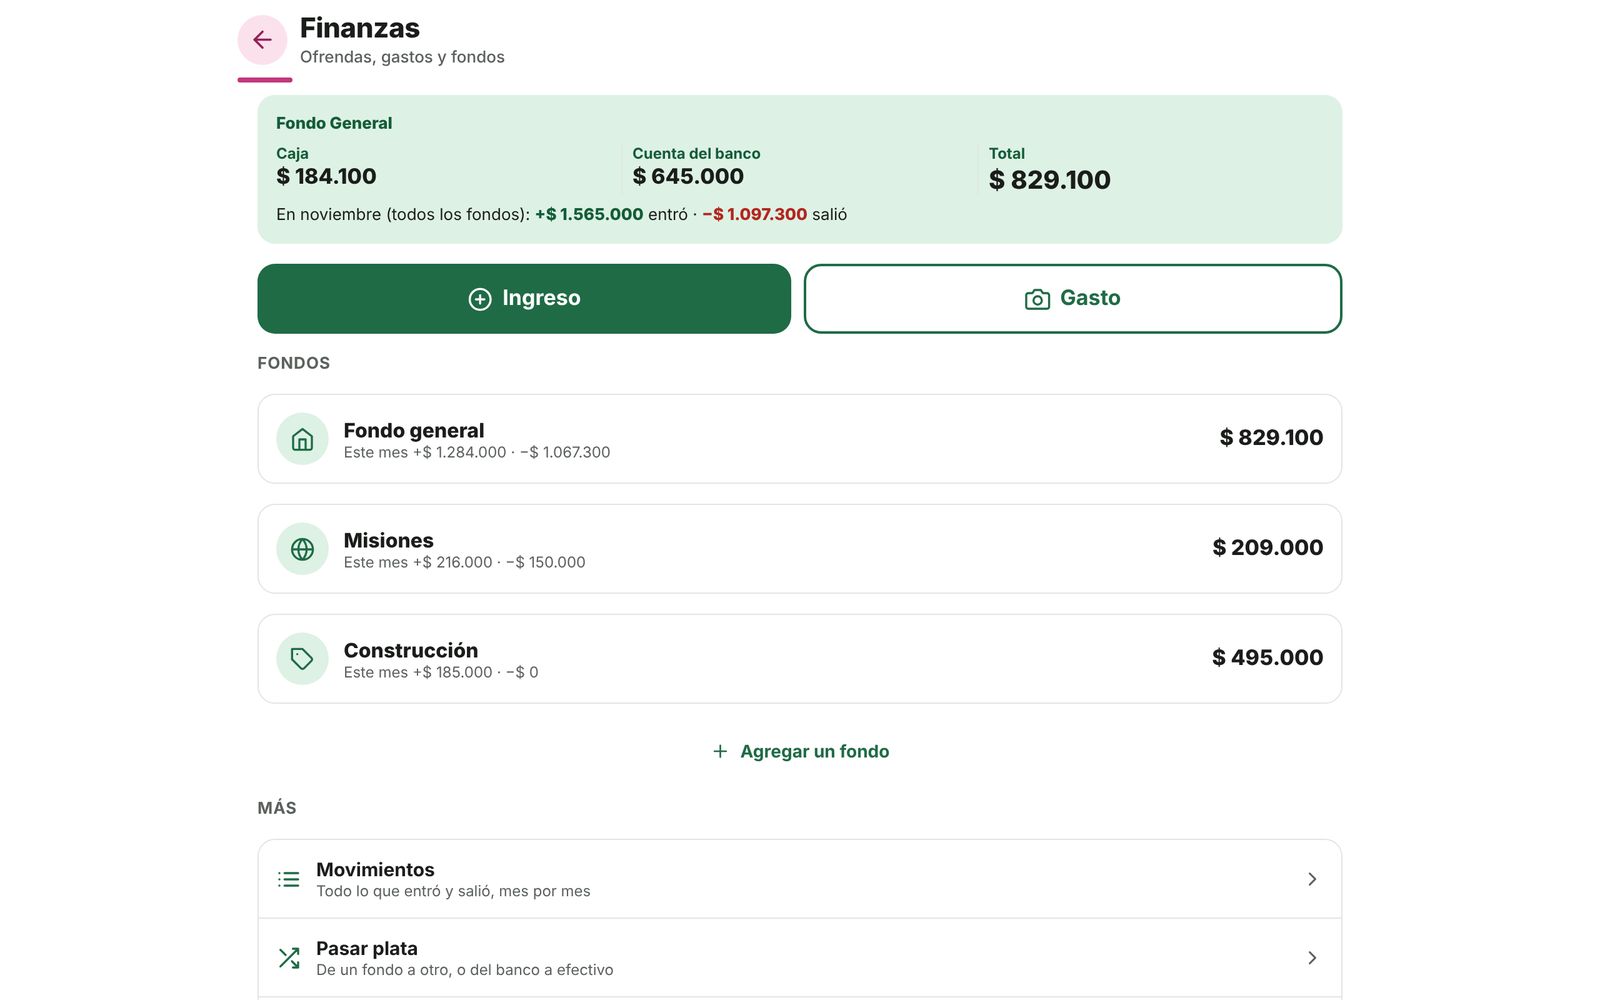 Finanzas
Ofrendas, gastos y fondos
Fondo General
Caja
$ 184.100
Cuenta del banco
$ 645.000
Total
$ 829.100
En noviembre (todos los fondos): +$ 1.565.000 entró · −$ 1.097.300 salió
Ingreso
Gasto
FONDOS
Fondo general
Este mes +$ 1.284.000 · −$ 1.067.300
$ 829.100
Misiones
Este mes +$ 216.000 · −$ 150.000
$ 209.000
Construcción
Este mes +$ 185.000 · −$ 0
$ 495.000
Agregar un fondo
MÁS
Movimientos
Todo lo que entró y salió, mes por mes
Pasar plata
De un fondo a otro, o del banco a efectivo